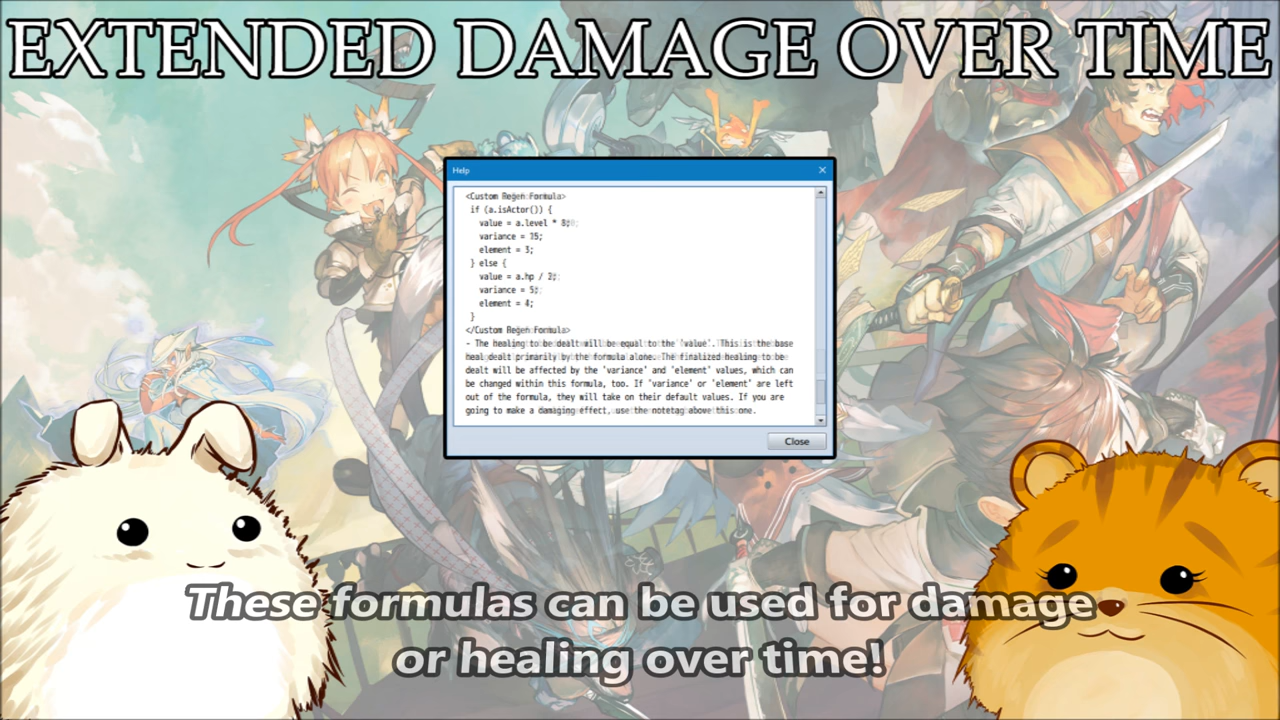 EXTENDED DAMAGE OVER TIME
Help
<Custom Regen Formula>
if (a.isActor()) {
value = a.level * 8;
variance = 15;
element = 3;
} else {
value = a.hp / 2;
variance = 5;
element = 4;
}
</Custom Regen Formula>
- The healing to be dealt will be equal to the 'value'. This is the base
heal dealt primarily by the formula alone. The finalized healing to be
dealt will be affected by the 'variance' and 'element' values, which can
be changed within this formula, too. If 'variance' or 'element' are left
out of the formula, they will take on their default values. If you are
going to make a damaging effect, use the notetag above this one.
Close
These formulas can be used for damage
or healing over time!